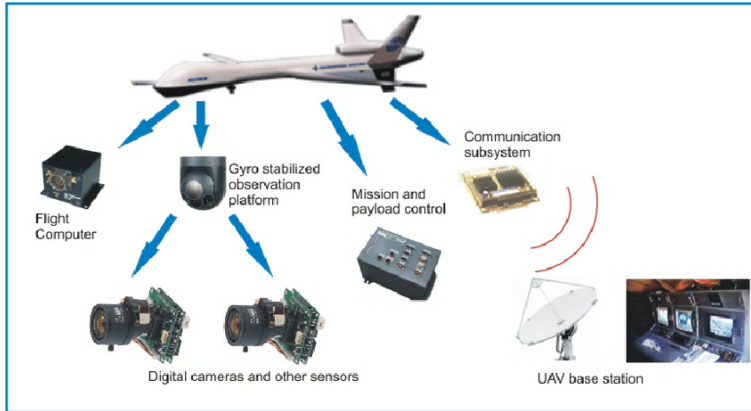 Communication
subsystem
Gyro stabilized
observation
platform
Mission and
payload control
Flight
Computer
Digital cameras and other sensors
UAV base station